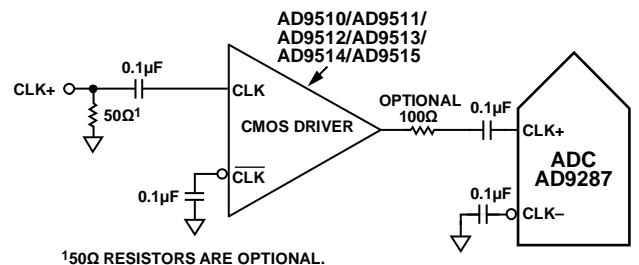 AD9510/AD9511/
AD9512/AD9513/
AD9514/AD9515
CLK+
0.1µF
50Ω¹
CLK
CMOS DRIVER
CLK
0.1µF
OPTIONAL
100Ω
0.1µF
CLK+
ADC
AD9287
0.1µF
CLK–
¹50Ω RESISTORS ARE OPTIONAL.